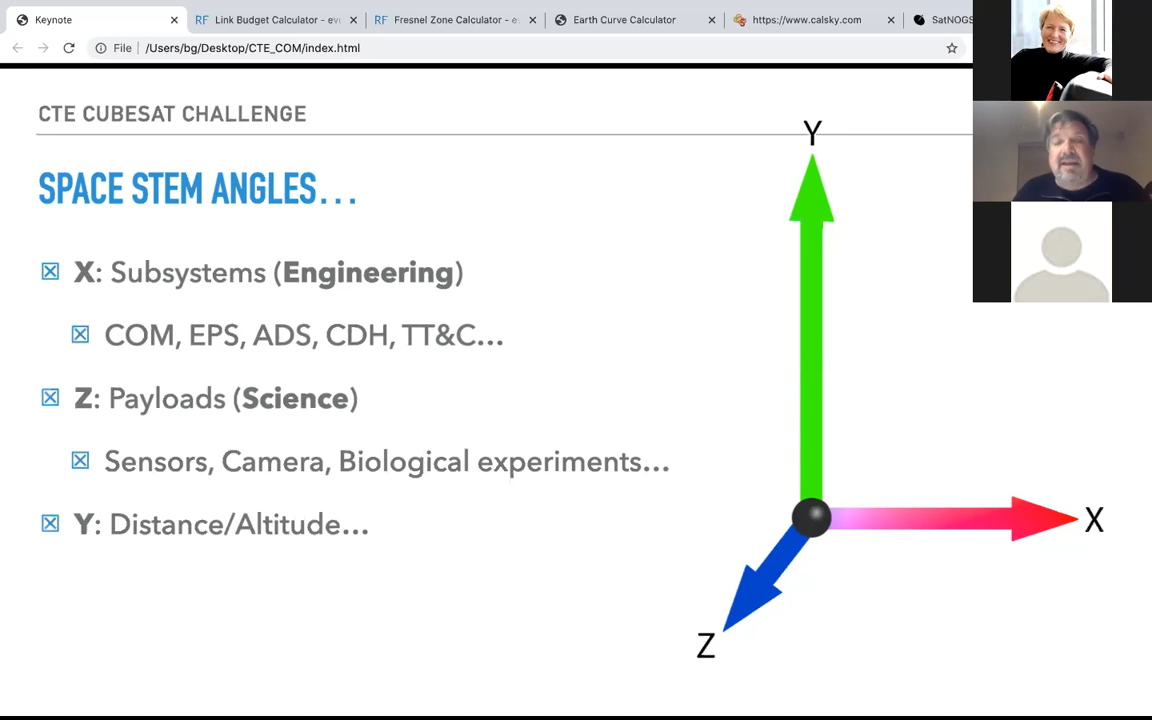 Keynote
Link Budget Calculator - eve
Fresnel Zone Calculator - e
Earth Curve Calculator
https://www.calsky.com
SatNOGS
File /Users/bg/Desktop/CTE_COM/index.html
CTE CUBESAT CHALLENGE
SPACE STEM ANGLES...
X: Subsystems (Engineering)
COM, EPS, ADS, CDH, TT&C...
Z: Payloads (Science)
Sensors, Camera, Biological experiments...
Y: Distance/Altitude...
Y
X
Z